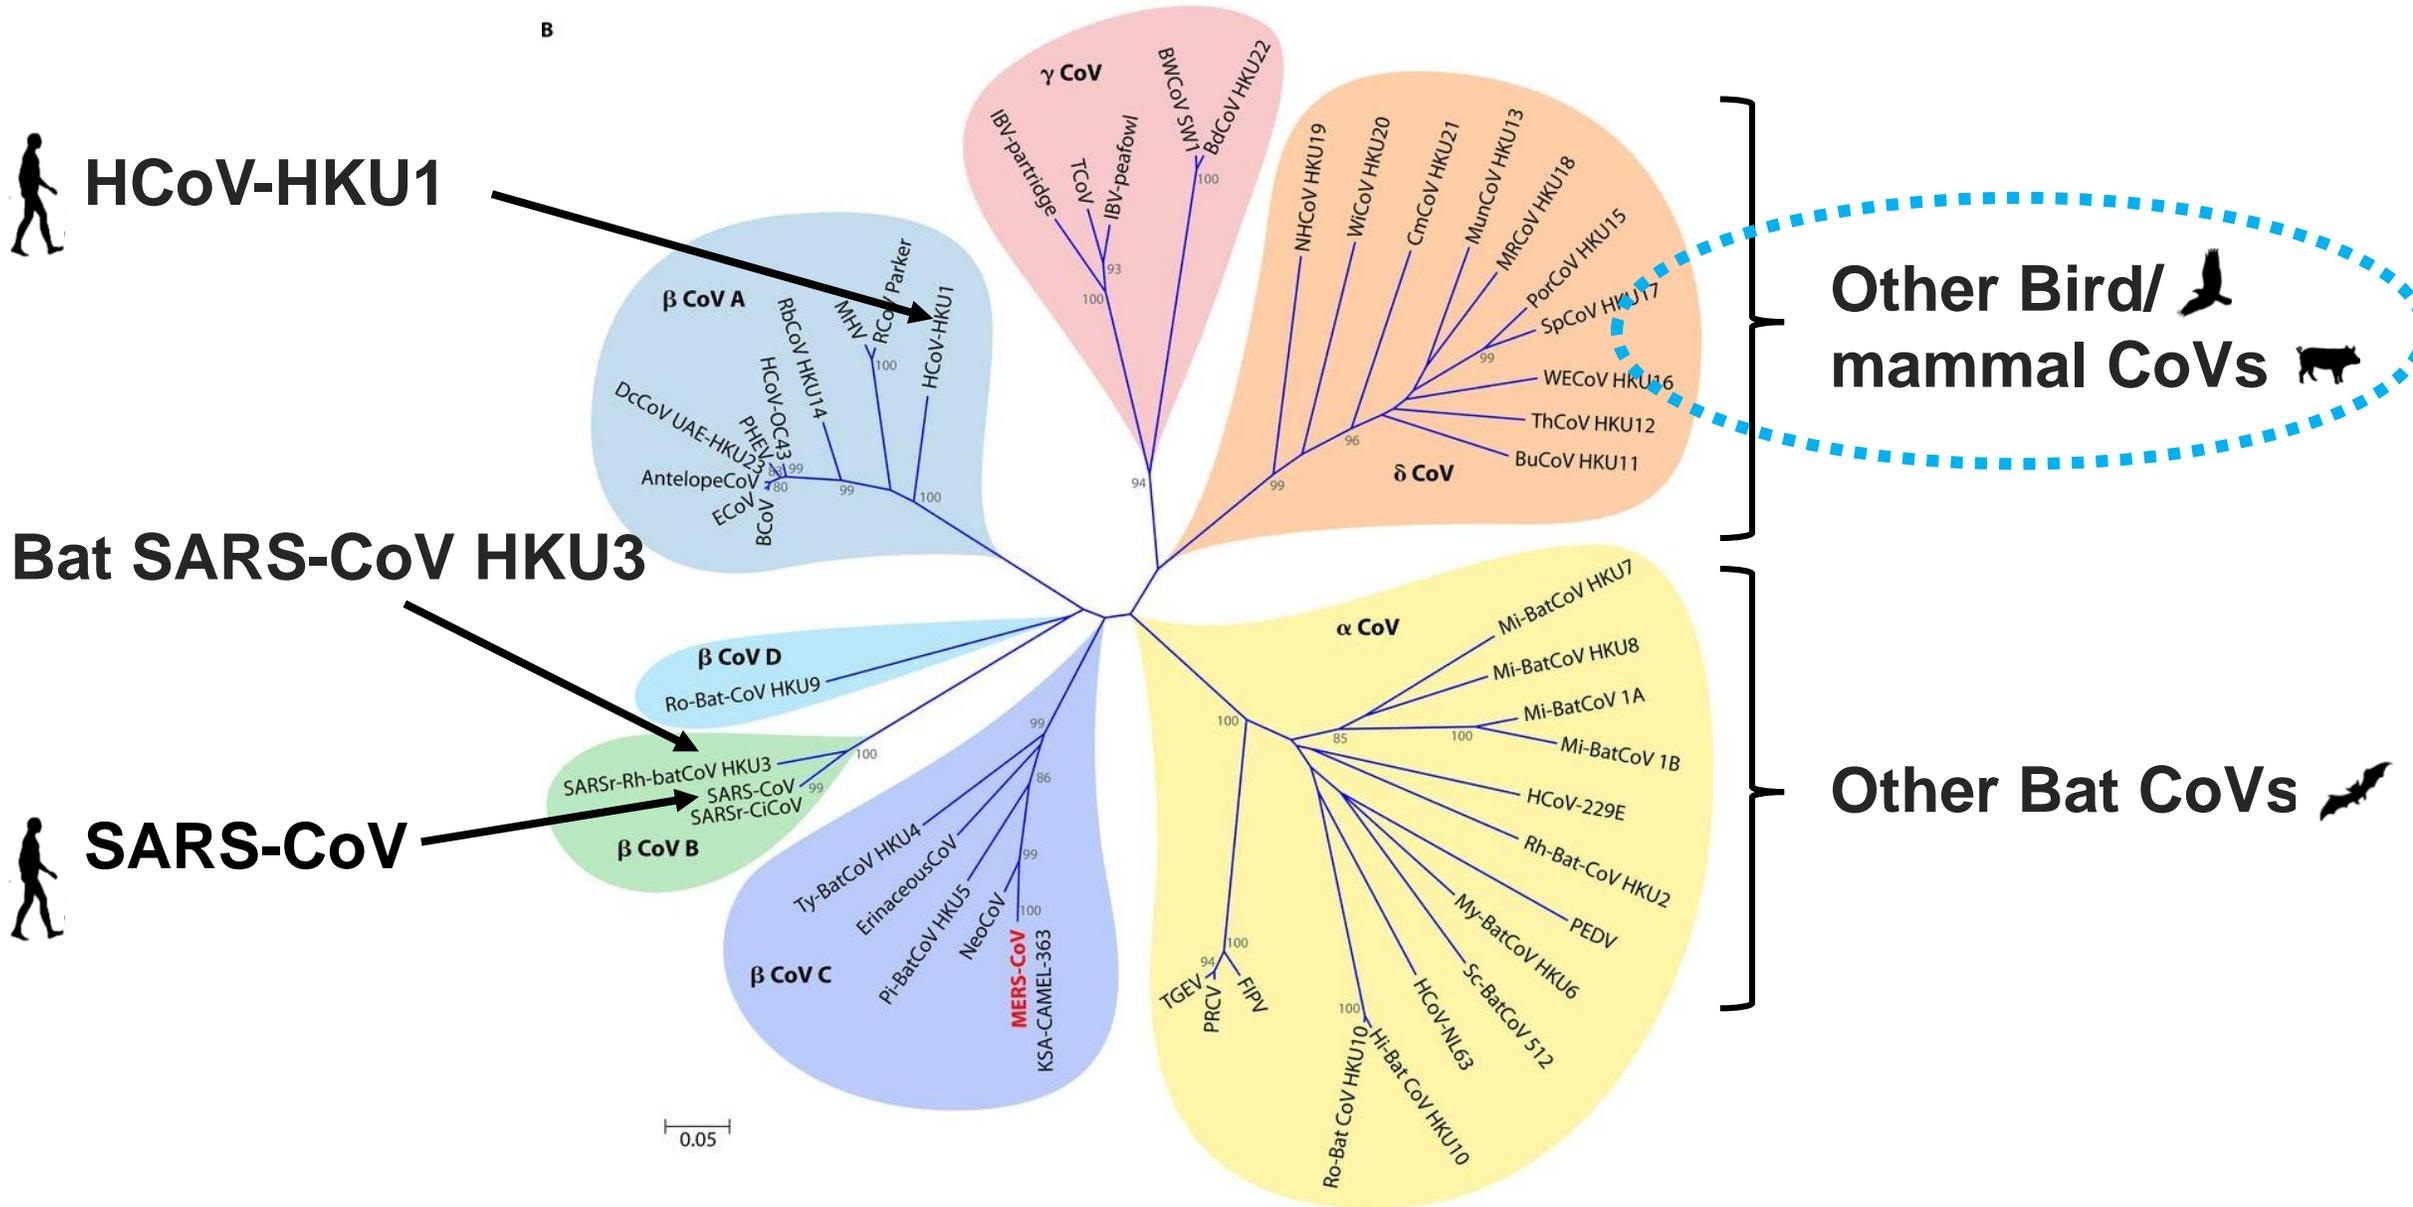 B
HCoV-HKU1
Bat SARS-CoV HKU3
SARS-CoV
Other Bird/
mammal CoVs
Other Bat CoVs
γ CoV
IBV-partridge
TCoV
IBV-peafowl
BWCoV SW1
BdCoV HKU22
93
100
100
94
δ CoV
NHCoV HKU19
WiCoV HKU20
CmCoV HKU21
MunCoV HKU13
MRCoV HKU18
PorCoV HKU15
SpCoV HKU17
WECoV HKU16
ThCoV HKU12
BuCoV HKU11
99
96
99
β CoV A
DcCoV UAE-HKU23
PHEV
HCoV-OC43
RbCoV HKU14
MHV
RCoV Parker
HCoV-HKU1
AntelopeCoV
ECoV
BCoV
83
99
80
99
100
100
β CoV D
Ro-Bat-CoV HKU9
SARSr-Rh-batCoV HKU3
SARS-CoV
SARSr-CiCoV
β CoV B
100
99
β CoV C
Ty-BatCoV HKU4
ErinaceousCoV
Pi-BatCoV HKU5
NeoCoV
MERS-CoV
KSA-CAMEL-363
99
86
99
100
α CoV
Mi-BatCoV HKU7
Mi-BatCoV HKU8
Mi-BatCoV 1A
Mi-BatCoV 1B
HCoV-229E
Rh-Bat-CoV HKU2
PEDV
My-BatCoV HKU6
Sc-BatCoV 512
HCoV-NL63
Hi-Bat CoV HKU10
Ro-Bat CoV HKU10
TGEV
PRCV
FIPV
100
85
100
100
94
100
0.05